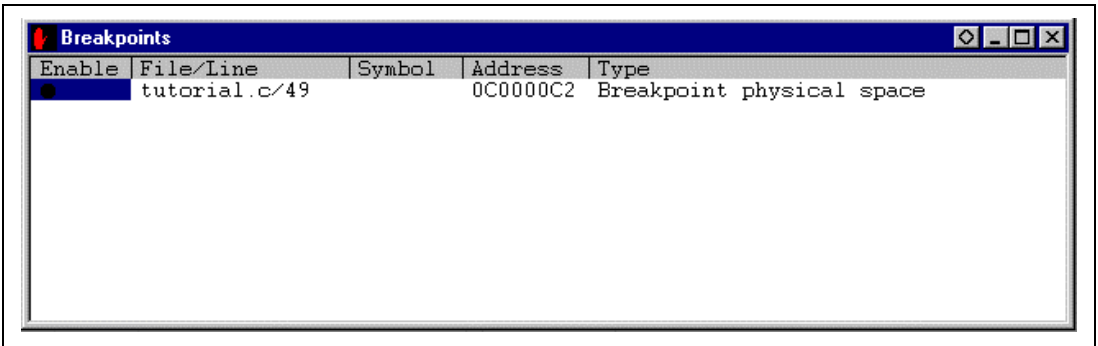 Breakpoints
Enable File/Line Symbol Address Type
tutorial.c/49 0C0000C2 Breakpoint physical space